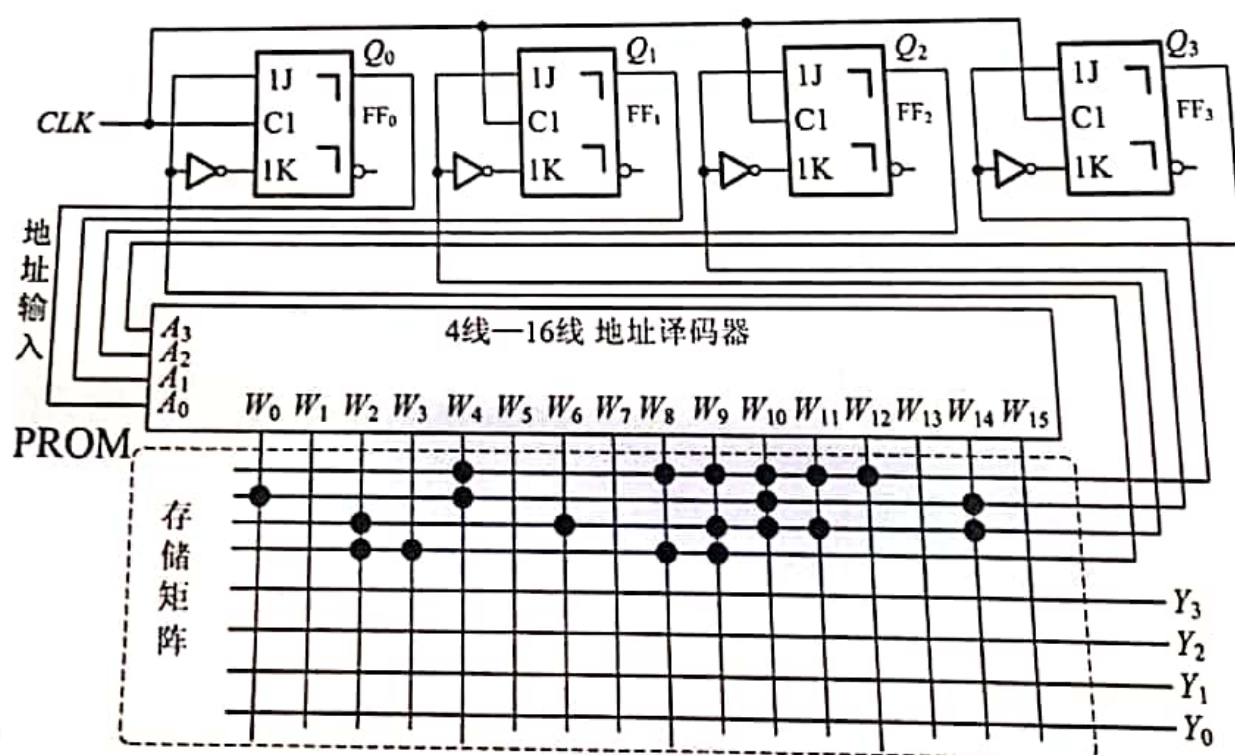 Q₀ Q₁ Q₂ Q₃
1J 1J 1J 1J
CLK C1 FF₀ C1 FF₁ C1 FF₂ C1 FF₃
1K 1K 1K 1K
地址输入
4线—16线 地址译码器
A₃
A₂
A₁
A₀
W₀ W₁ W₂ W₃ W₄ W₅ W₆ W₇ W₈ W₉ W₁₀ W₁₁ W₁₂ W₁₃ W₁₄ W₁₅
PROM
存储矩阵
Y₃
Y₂
Y₁
Y₀